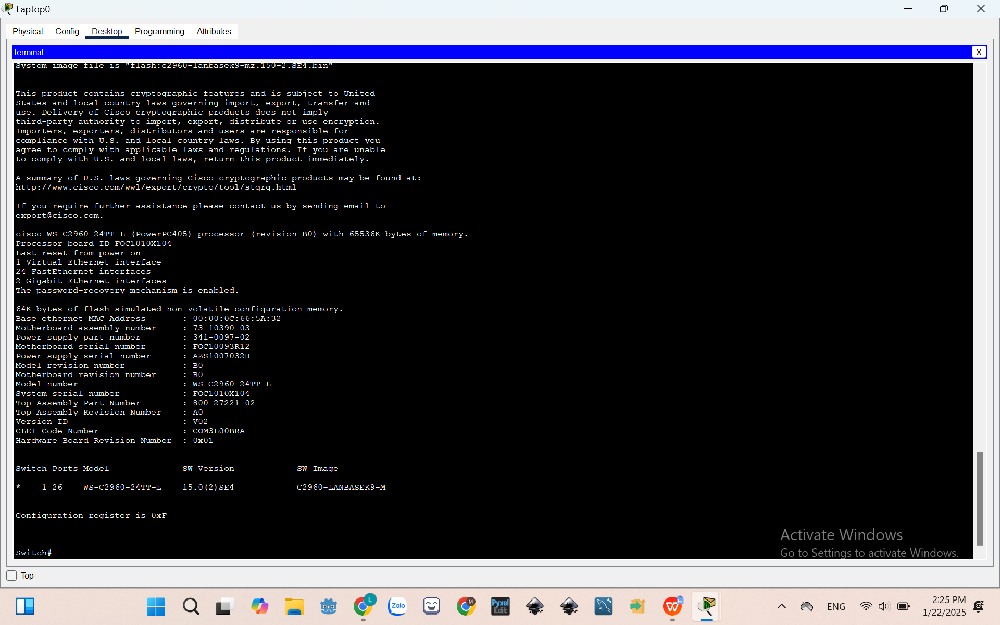 Laptop0
Physical Config Desktop Programming Attributes
Terminal X
System image file is "flash:c2960-lanbasek9-mz.150-2.SE4.bin"
This product contains cryptographic features and is subject to United
States and local country laws governing import, export, transfer and
use. Delivery of Cisco cryptographic products does not imply
third-party authority to import, export, distribute or use encryption.
Importers, exporters, distributors and users are responsible for
compliance with U.S. and local country laws. By using this product you
agree to comply with applicable laws and regulations. If you are unable
to comply with U.S. and local laws, return this product immediately.
A summary of U.S. laws governing Cisco cryptographic products may be found at:
http://www.cisco.com/wwl/export/crypto/tool/stqrg.html
If you require further assistance please contact us by sending email to
export@cisco.com.
cisco WS-C2960-24TT-L (PowerPC405) processor (revision B0) with 65536K bytes of memory.
Processor board ID FOC1010X104
Last reset from power-on
1 Virtual Ethernet interface
24 FastEthernet interfaces
2 Gigabit Ethernet interfaces
The password-recovery mechanism is enabled.
64K bytes of flash-simulated non-volatile configuration memory.
Base ethernet MAC Address : 00:00:0C:66:5A:32
Motherboard assembly number : 73-10390-03
Power supply part number : 341-0097-02
Motherboard serial number : FOC10093R12
Power supply serial number : AZS1007032H
Model revision number : B0
Motherboard revision number : B0
Model number : WS-C2960-24TT-L
System serial number : FOC1010X104
Top Assembly Part Number : 800-27221-02
Top Assembly Revision Number : A0
Version ID : V02
CLEI Code Number : COM3L00BRA
Hardware Board Revision Number : 0x01
Switch Ports Model SW Version SW Image
------ ----- ----- ---------- ----------
* 1 26 WS-C2960-24TT-L 15.0(2)SE4 C2960-LANBASEK9-M
Configuration register is 0xF
Switch#
Activate Windows
Go to Settings to activate Windows.
Top
L
Zalo
M
Pyxel
Edit
W
ENG
2:25 PM
1/22/2025